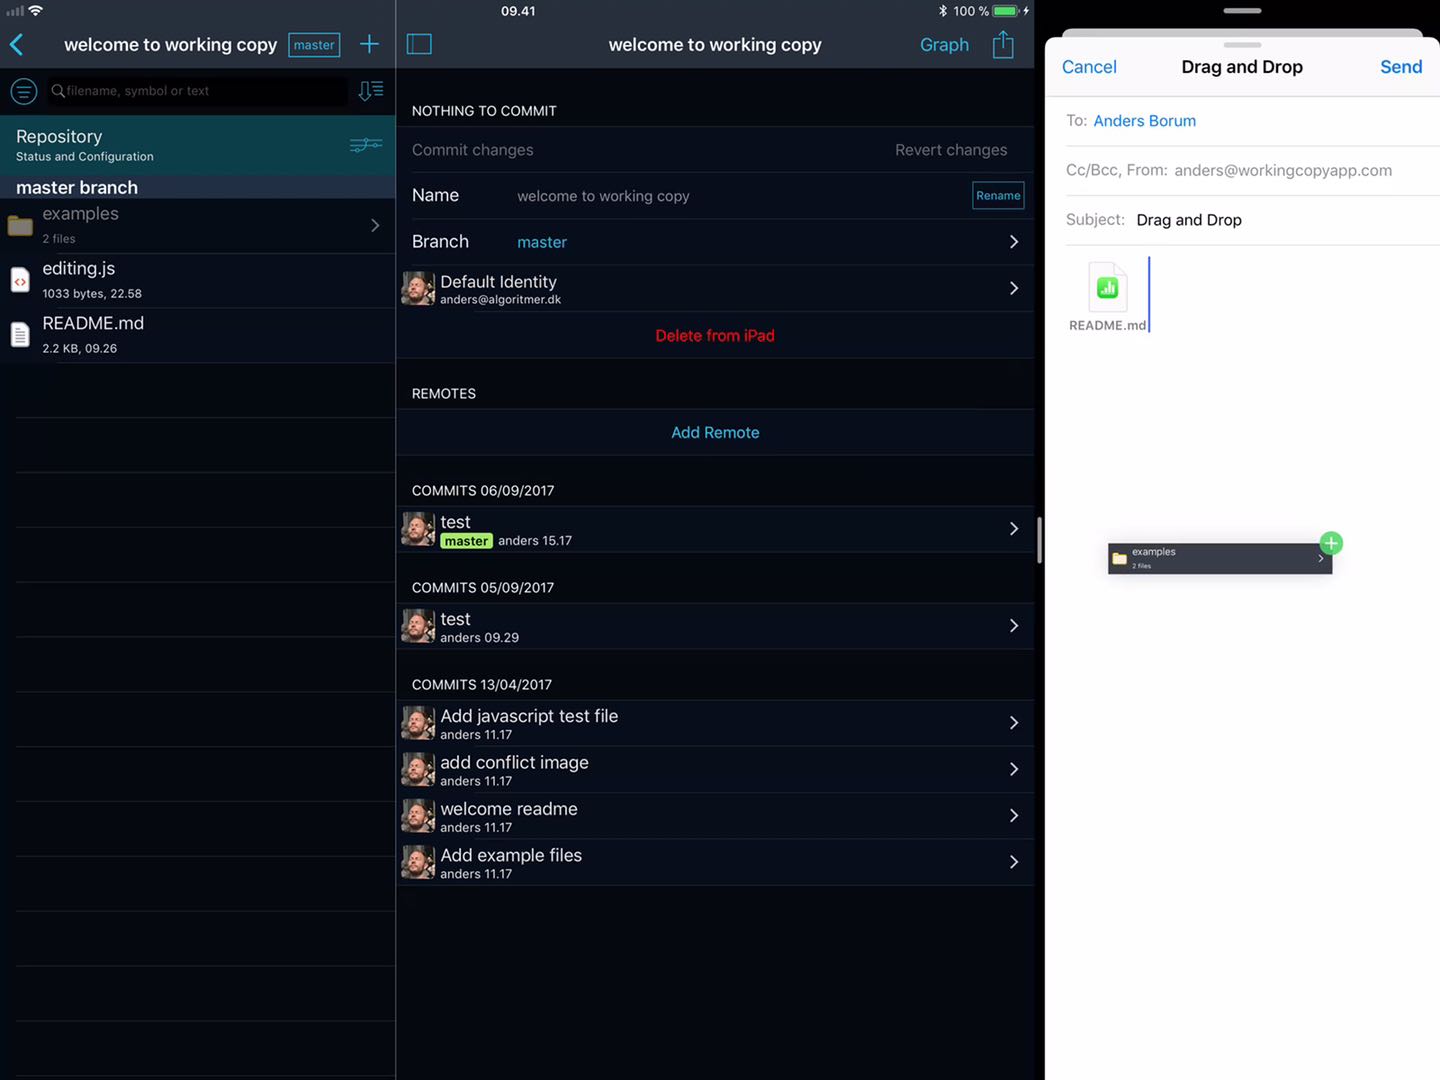 09.41
100 %
welcome to working copy
master
filename, symbol or text
Repository
Status and Configuration
master branch
examples
2 files
editing.js
1033 bytes, 22.58
README.md
2.2 KB, 09.26
welcome to working copy
Graph
NOTHING TO COMMIT
Commit changes
Revert changes
Name
welcome to working copy
Rename
Branch
master
Default Identity
anders@algoritmer.dk
Delete from iPad
REMOTES
Add Remote
COMMITS 06/09/2017
test
master anders 15.17
COMMITS 05/09/2017
test
anders 09.29
COMMITS 13/04/2017
Add javascript test file
anders 11.17
add conflict image
anders 11.17
welcome readme
anders 11.17
Add example files
anders 11.17
Cancel
Drag and Drop
Send
To: Anders Borum
Cc/Bcc, From: anders@workingcopyapp.com
Subject: Drag and Drop
README.md
examples
2 files